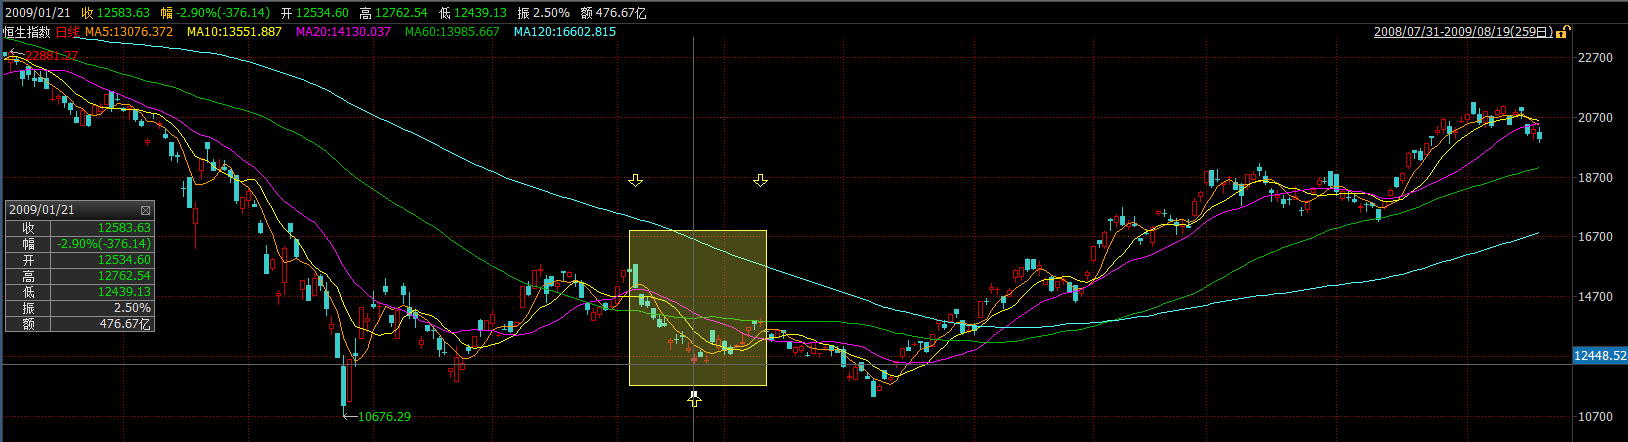 2009/01/21 收 12583.63 幅 -2.90%(-376.14) 开 12534.60 高 12762.54 低 12439.13 振 2.50% 额 476.67亿
恒生指数 日线 MA5:13076.372 MA10:13551.887 MA20:14130.037 MA60:13985.667 MA120:16602.815 2008/07/31-2009/08/19(259日)
22881.27
22700
20700
18700
2009/01/21
收 12583.63
幅 -2.90%(-376.14)
开 12534.60
高 12762.54
低 12439.13
振 2.50%
额 476.67亿
16700
14700
12448.52
10676.29
10700